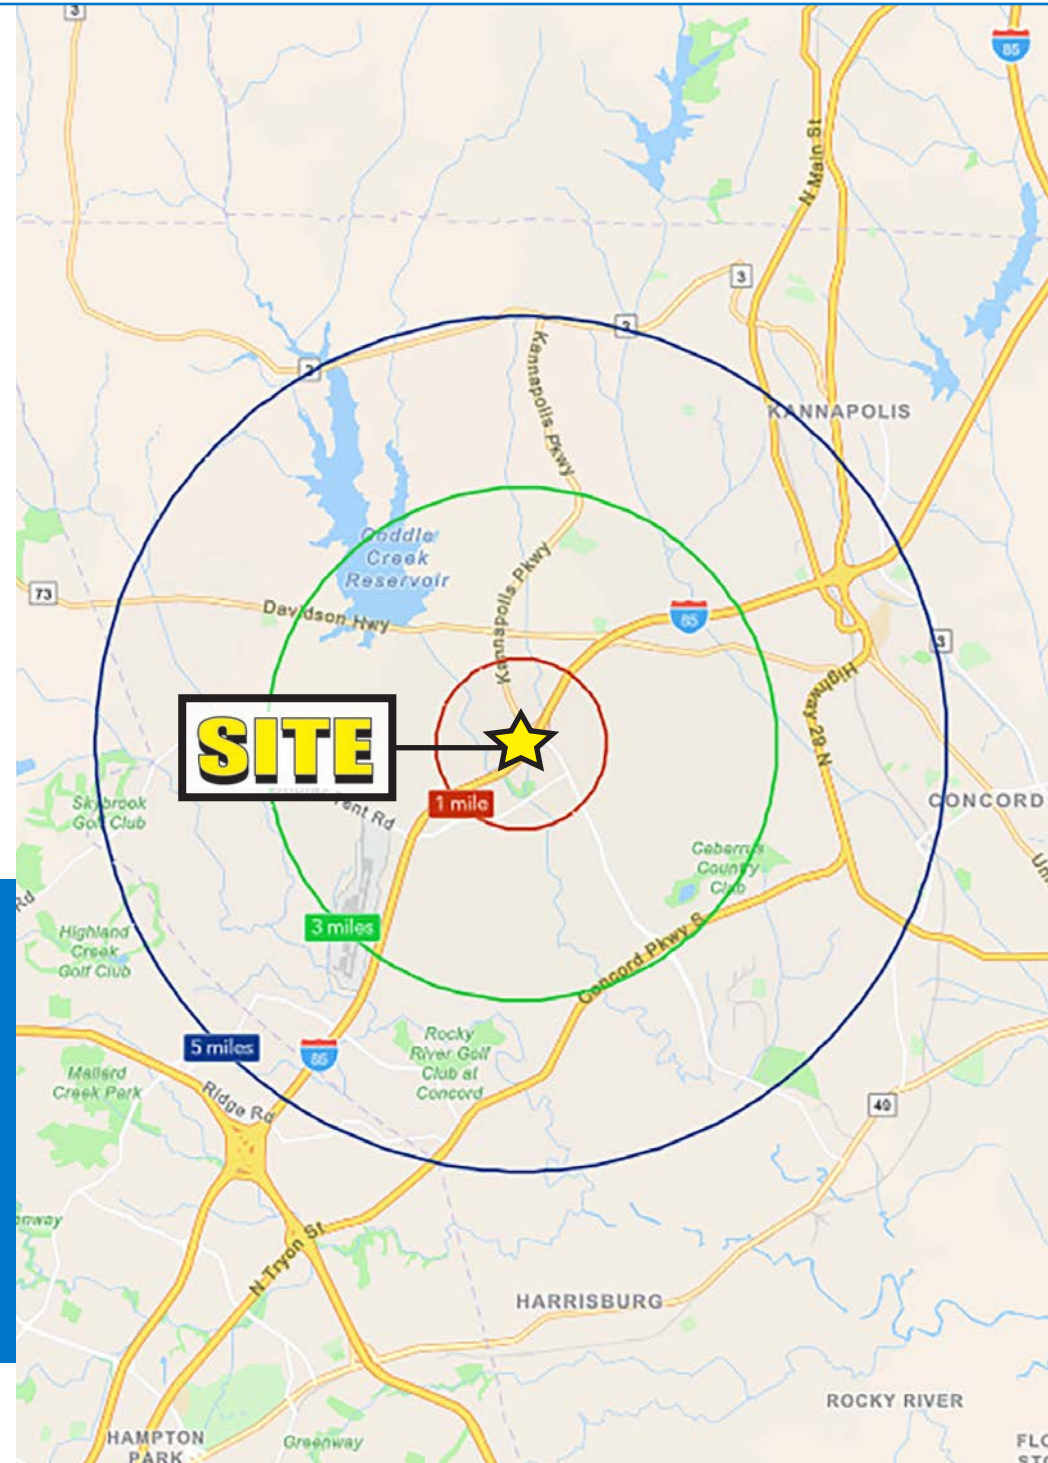 3
85
N Main St
3
3
3
Kannapolis Pkwy
KANNAPOLIS
Coddle
Creek
Reservoir
Kannapolis Pkwy
73
Davidson Hwy
85
3
Highway 29 N
SITE
1 mile
Skybrook
Golf Club
CONCORD
Cabarrus
Country
Club
Rd
3 miles
Highland
Creek
Golf Club
Concord Pkwy S
5 miles
85
Rocky
River Golf
Club at
Concord
Mallard
Creek Park
Ridge Rd
49
N Tryon St
HARRISBURG
ROCKY RIVER
HAMPTON
PARK
Greenway